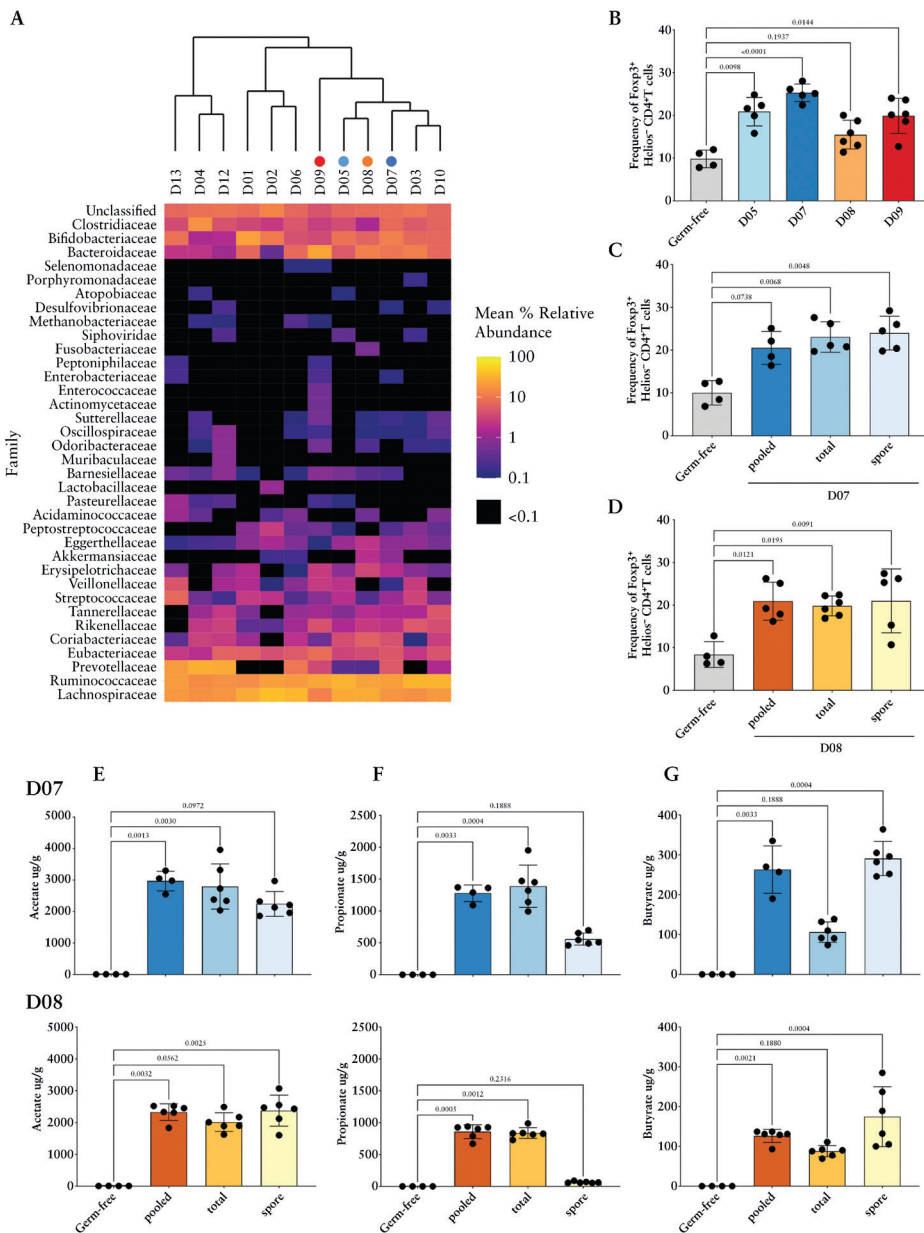 A
D13
D04
D12
D01
D02
D06
D09
D05
D08
D07
D03
D10
Family
Unclassified
Clostridiaceae
Bifidobacteriaceae
Bacteroidaceae
Selenomonadaceae
Porphyromonadaceae
Atopobiaceae
Desulfovibrionaceae
Methanobacteriaceae
Siphoviridae
Fusobacteriaceae
Peptoniphilaceae
Enterobacteriaceae
Enterococcaceae
Actinomycetaceae
Sutterellaceae
Oscillospiraceae
Odoribacteraceae
Muribaculaceae
Barnesiellaceae
Lactobacillaceae
Pasteurellaceae
Acidaminococcaceae
Peptostreptococcaceae
Eggerthellaceae
Akkermansiaceae
Erysipelotrichaceae
Veillonellaceae
Streptococcaceae
Tannerellaceae
Rikenellaceae
Coriabacteriaceae
Eubacteriaceae
Prevotellaceae
Ruminococcaceae
Lachnospiraceae
Mean % Relative
Abundance
100
10
1
0.1
<0.1
B
Frequency of Foxp3⁺
Helios⁻ CD4⁺T cells
40
30
20
10
0
0.0144
0.1937
<0.0001
0.0098
Germ-free
D05
D07
D08
D09
C
Frequency of Foxp3⁺
Helios⁻ CD4⁺T cells
40
30
20
10
0
0.0048
0.0068
0.0738
Germ-free
pooled
total
spore
D07
D
Frequency of Foxp3⁺
Helios⁻ CD4⁺T cells
40
30
20
10
0
0.0091
0.0195
0.0121
Germ-free
pooled
total
spore
D08
E
D07
Acetate ug/g
5000
4000
3000
2000
1000
0
0.0972
0.0030
0.0013
F
Propionate ug/g
2500
2000
1500
1000
500
0
0.1888
0.0004
0.0033
G
Butyrate ug/g
400
300
200
100
0
0.0004
0.1888
0.0033
D08
Acetate ug/g
5000
4000
3000
2000
1000
0
0.0025
0.0562
0.0032
Germ-free
pooled
total
spore
Propionate ug/g
2500
2000
1500
1000
500
0
0.2316
0.0012
0.0005
Germ-free
pooled
total
spore
Butyrate ug/g
400
300
200
100
0
0.0004
0.1880
0.0021
Germ-free
pooled
total
spore